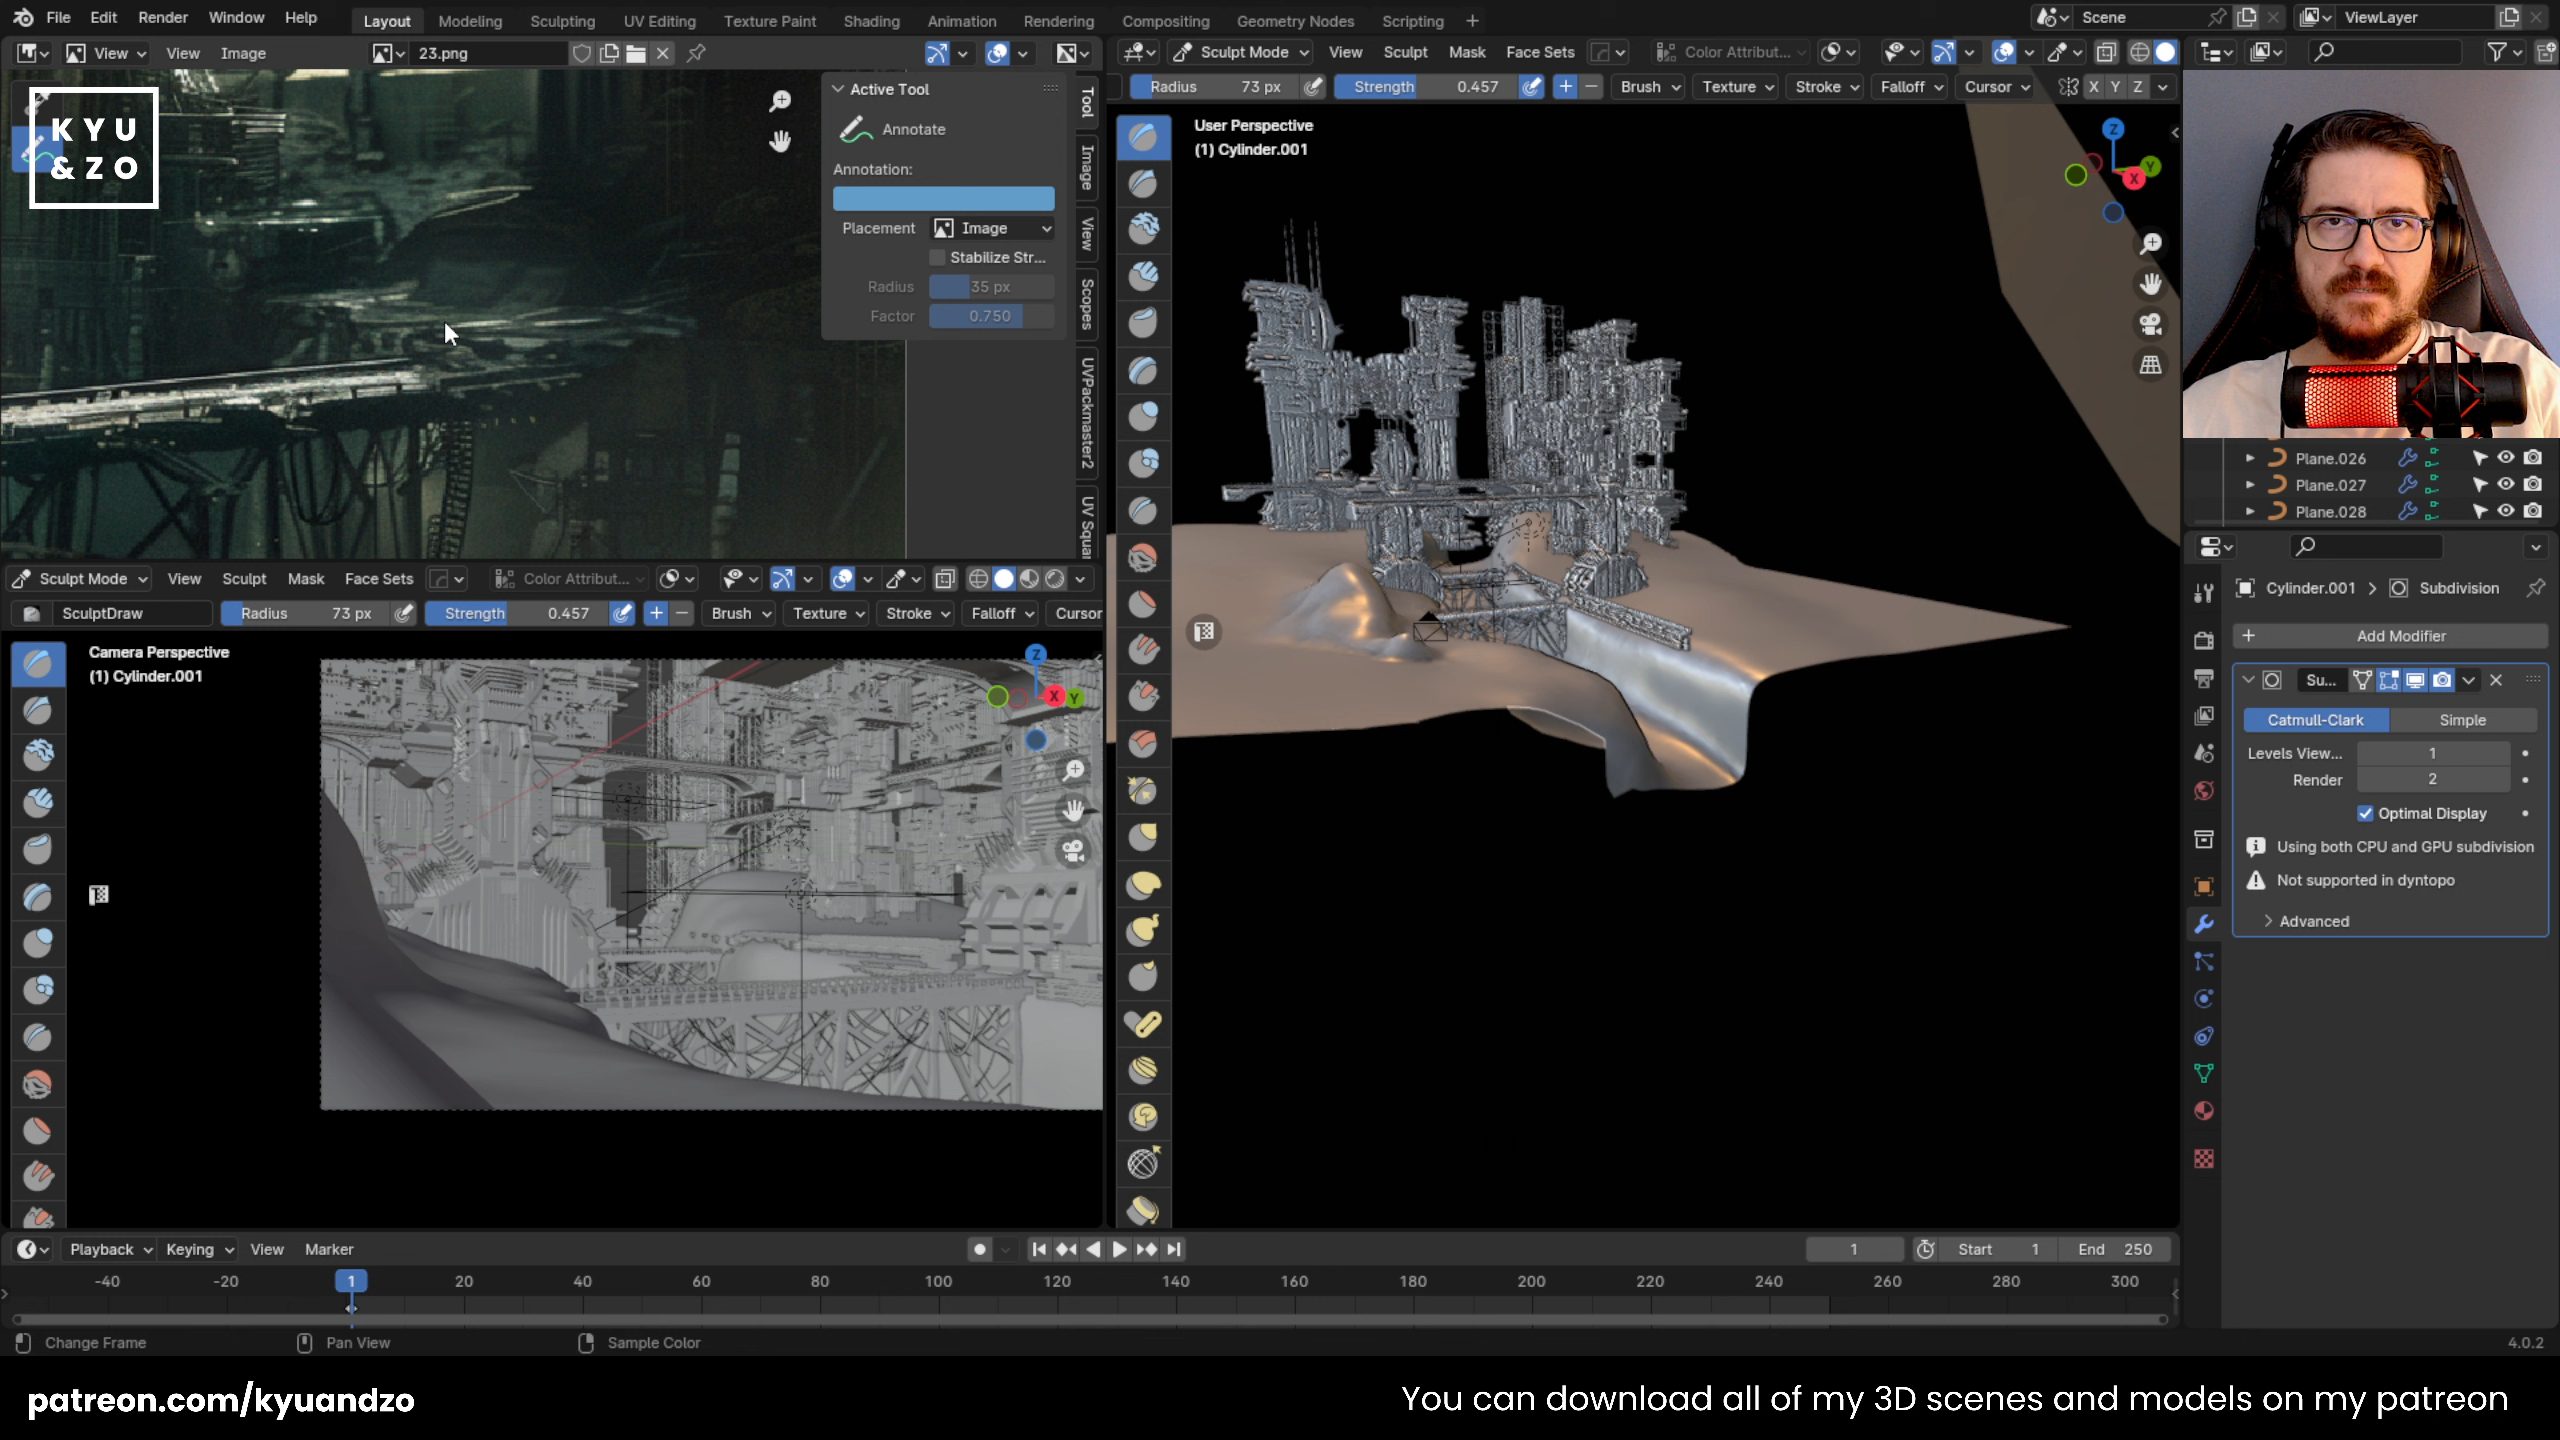 File Edit Render Window Help Layout Modeling Sculpting UV Editing Texture Paint Shading Animation Rendering Compositing Geometry Nodes Scripting + Scene ViewLayer
View View Image 23.png
Sculpt Mode View Sculpt Mask Face Sets Color Attribut...
Radius 73 px Strength 0.457 Brush Texture Stroke Falloff Cursor X Y Z
KYU
& ZO
Active Tool
Annotate
Annotation:
Placement Image
Stabilize Str...
Radius 35 px
Factor 0.750
Tool
Image
View
Scopes
UVPackmaster2
UV Squa
User Perspective
(1) Cylinder.001
Z
Y
X
Plane.026
Plane.027
Plane.028
Cylinder.001 > Subdivision
+ Add Modifier
Su...
Catmull-Clark Simple
Levels View... 1
Render 2
Optimal Display
Using both CPU and GPU subdivision
Not supported in dyntopo
Advanced
Sculpt Mode View Sculpt Mask Face Sets Color Attribut...
SculptDraw Radius 73 px Strength 0.457 Brush Texture Stroke Falloff Cursor
Camera Perspective
(1) Cylinder.001
Z
X Y
Playback Keying View Marker 1 Start 1 End 250
-40 -20 1 20 40 60 80 100 120 140 160 180 200 220 240 260 280 300
Change Frame Pan View Sample Color 4.0.2
patreon.com/kyuandzo
You can download all of my 3D scenes and models on my patreon